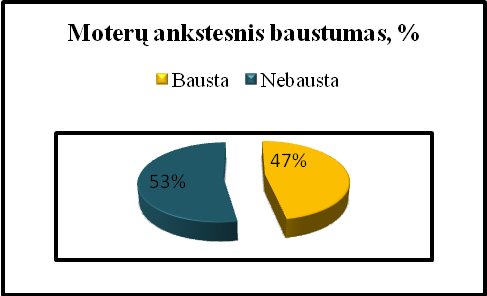 Moterų ankstesnis baustumas, %
Bausta Nebausta
53% 47%